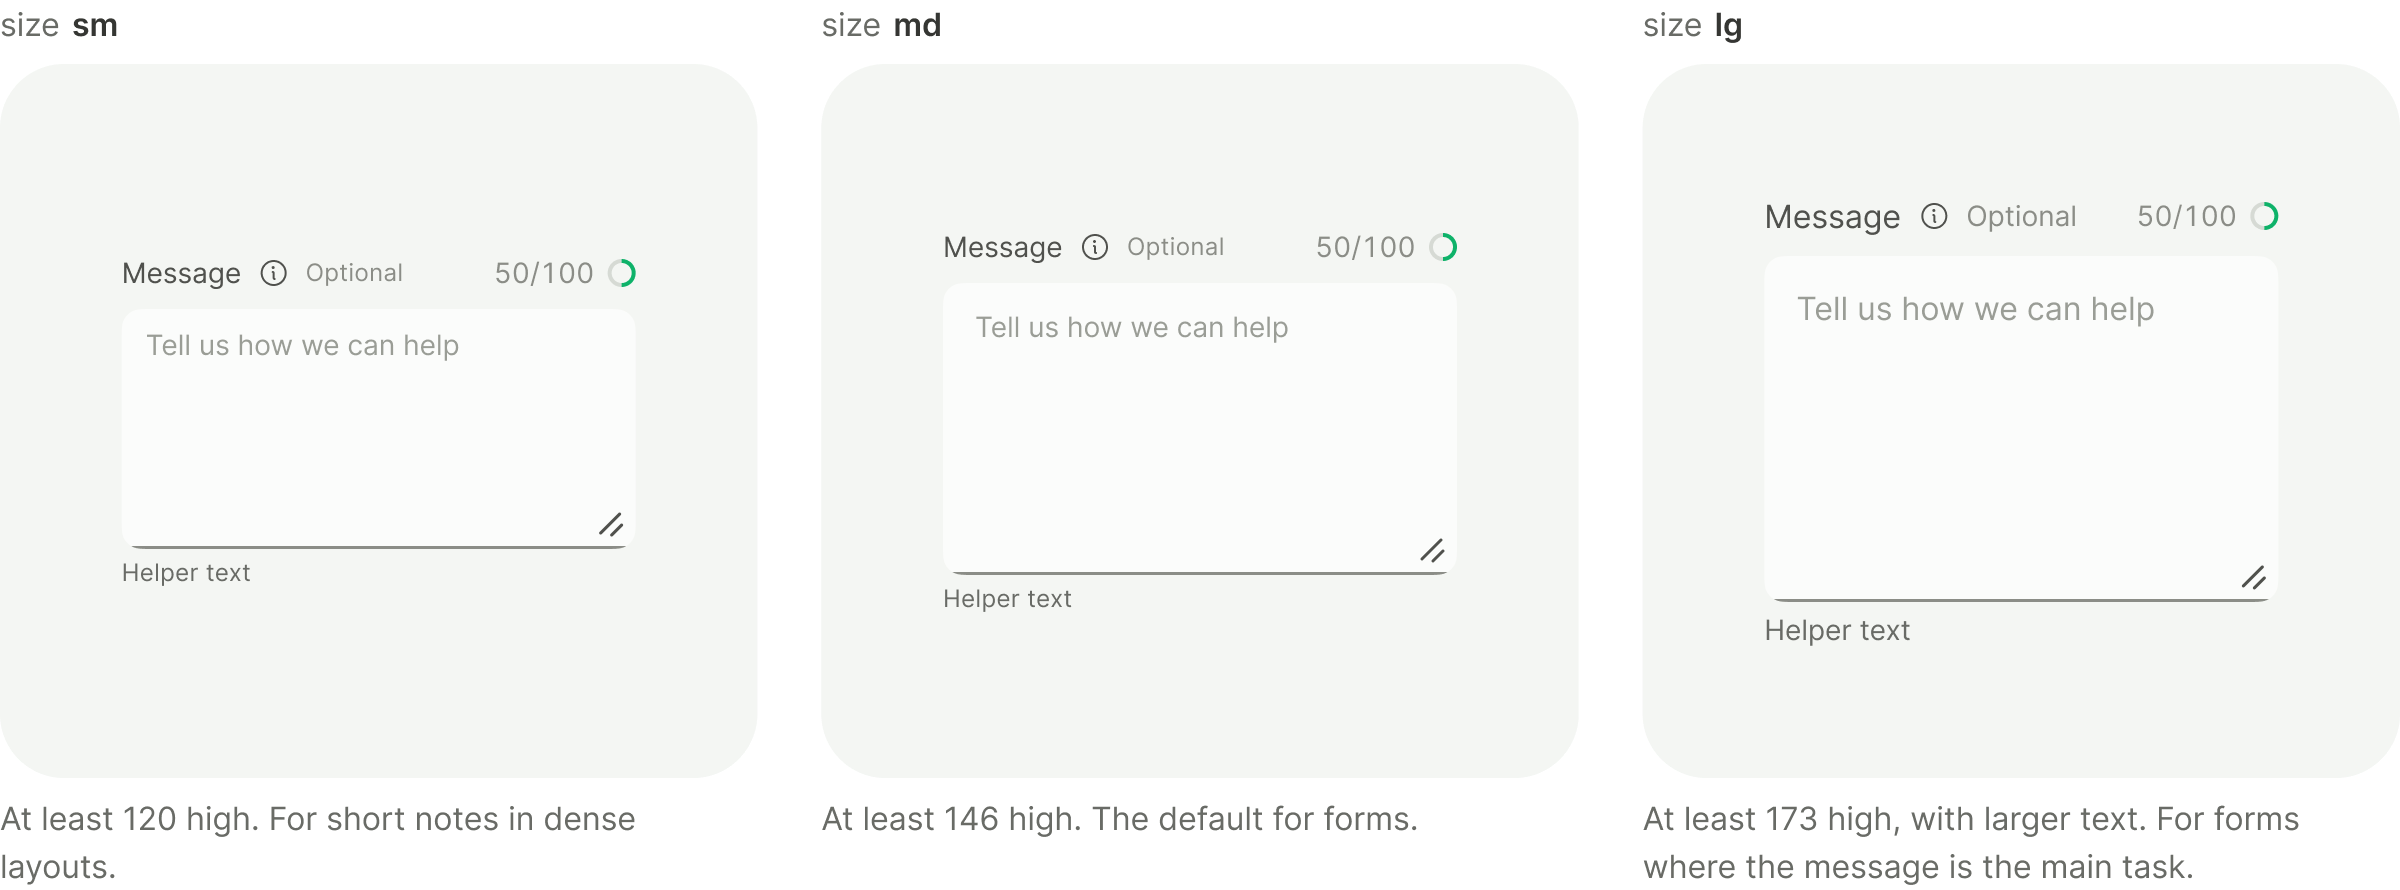 size sm
Message Optional 50/100
Tell us how we can help
Helper text
At least 120 high. For short notes in dense
layouts.
size md
Message Optional 50/100
Tell us how we can help
Helper text
At least 146 high. The default for forms.
size lg
Message Optional 50/100
Tell us how we can help
Helper text
At least 173 high, with larger text. For forms
where the message is the main task.